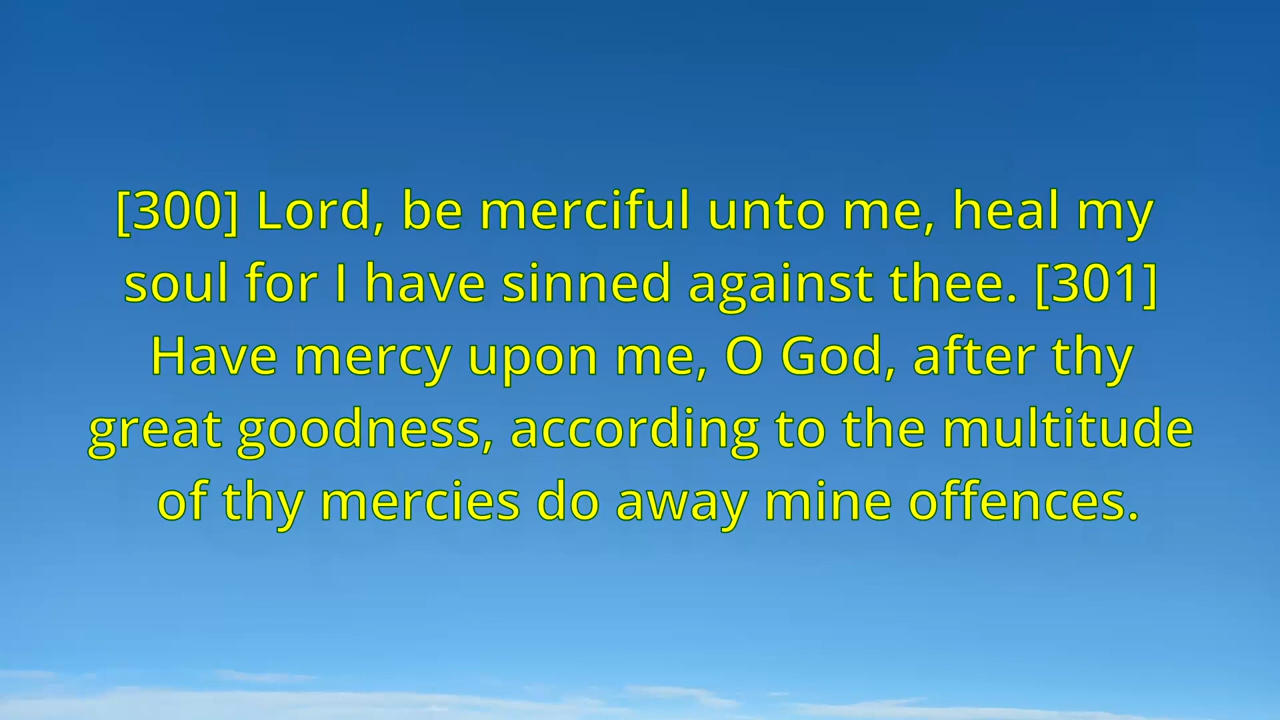 [300] Lord, be merciful unto me, heal my
soul for I have sinned against thee. [301]
Have mercy upon me, O God, after thy
great goodness, according to the multitude
of thy mercies do away mine offences.